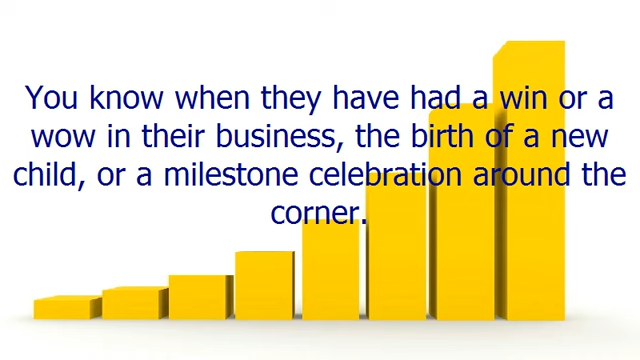 You know when they have had a win or a
wow in their business, the birth of a new
child, or a milestone celebration around the
corner.